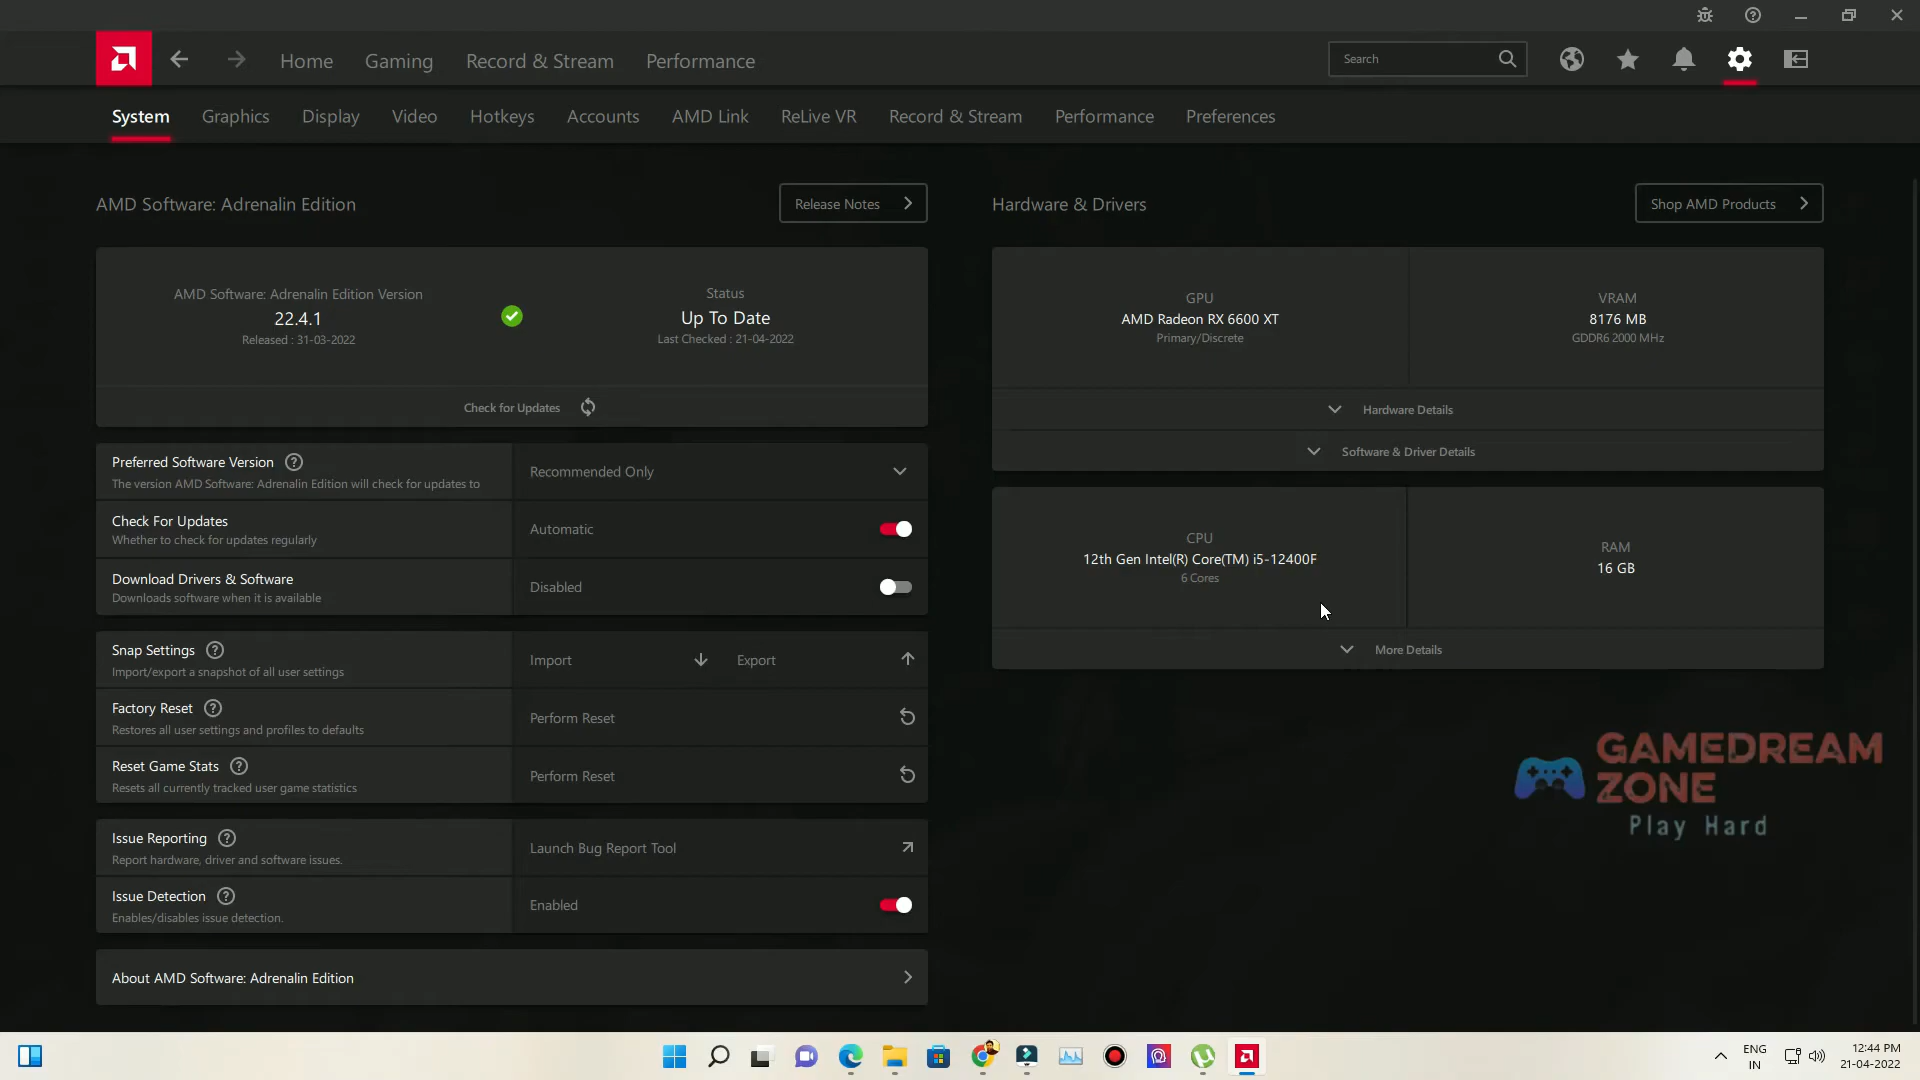 Home
Gaming
Record & Stream
Performance
Search
System
Graphics
Display
Video
Hotkeys
Accounts
AMD Link
ReLive VR
Record & Stream
Performance
Preferences
AMD Software: Adrenalin Edition
Release Notes
AMD Software: Adrenalin Edition Version
22.4.1
Released : 31-03-2022
Status
Up To Date
Last Checked : 21-04-2022
Check for Updates
Preferred Software Version
The version AMD Software: Adrenalin Edition will check for updates to
Recommended Only
Check For Updates
Whether to check for updates regularly
Automatic
Download Drivers & Software
Downloads software when it is available
Disabled
Snap Settings
Import/export a snapshot of all user settings
Import
Export
Factory Reset
Restores all user settings and profiles to defaults
Perform Reset
Reset Game Stats
Resets all currently tracked user game statistics
Perform Reset
Issue Reporting
Report hardware, driver and software issues.
Launch Bug Report Tool
Issue Detection
Enables/disables issue detection.
Enabled
About AMD Software: Adrenalin Edition
Hardware & Drivers
Shop AMD Products
GPU
AMD Radeon RX 6600 XT
Primary/Discrete
VRAM
8176 MB
GDDR6 2000 MHz
Hardware Details
Software & Driver Details
CPU
12th Gen Intel(R) Core(TM) i5-12400F
6 Cores
RAM
16 GB
More Details
GAMEDREAM
ZONE
Play Hard
ENG
IN
12:44 PM
21-04-2022